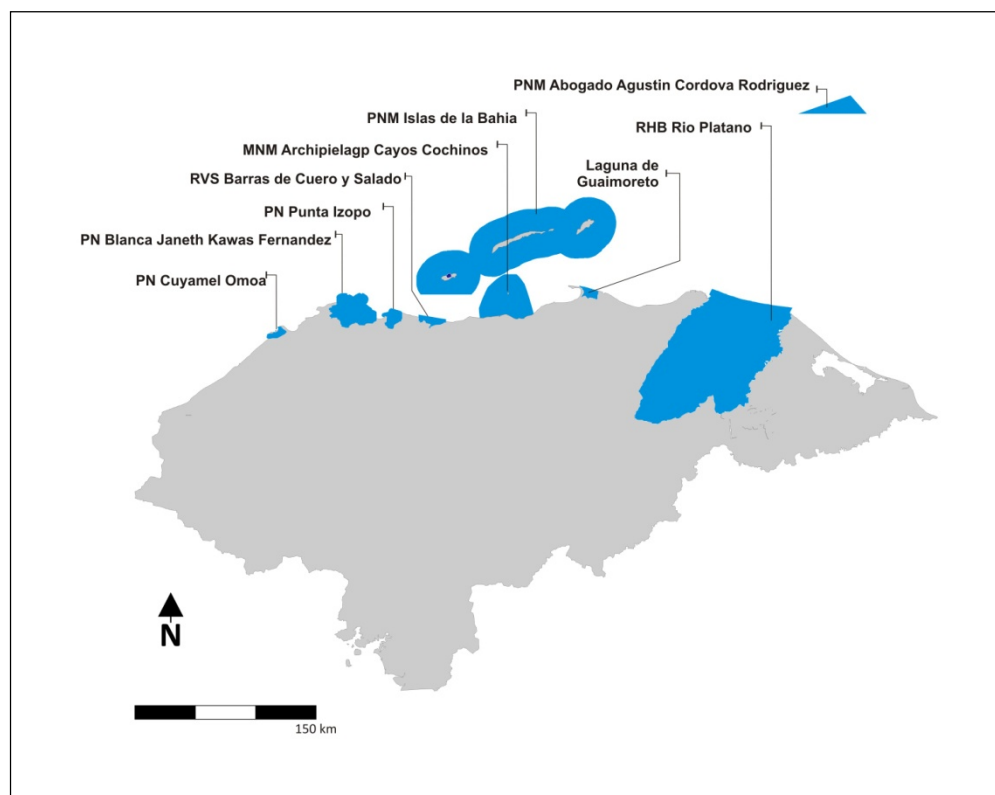 PNM Abogado Agustin Cordova Rodriguez
PNM Islas de la Bahia
RHB Rio Platano
MNM Archipielagp Cayos Cochinos
Laguna de
Guaimoreto
RVS Barras de Cuero y Salado
PN Punta Izopo
PN Blanca Janeth Kawas Fernandez
PN Cuyamel Omoa
N
150 km